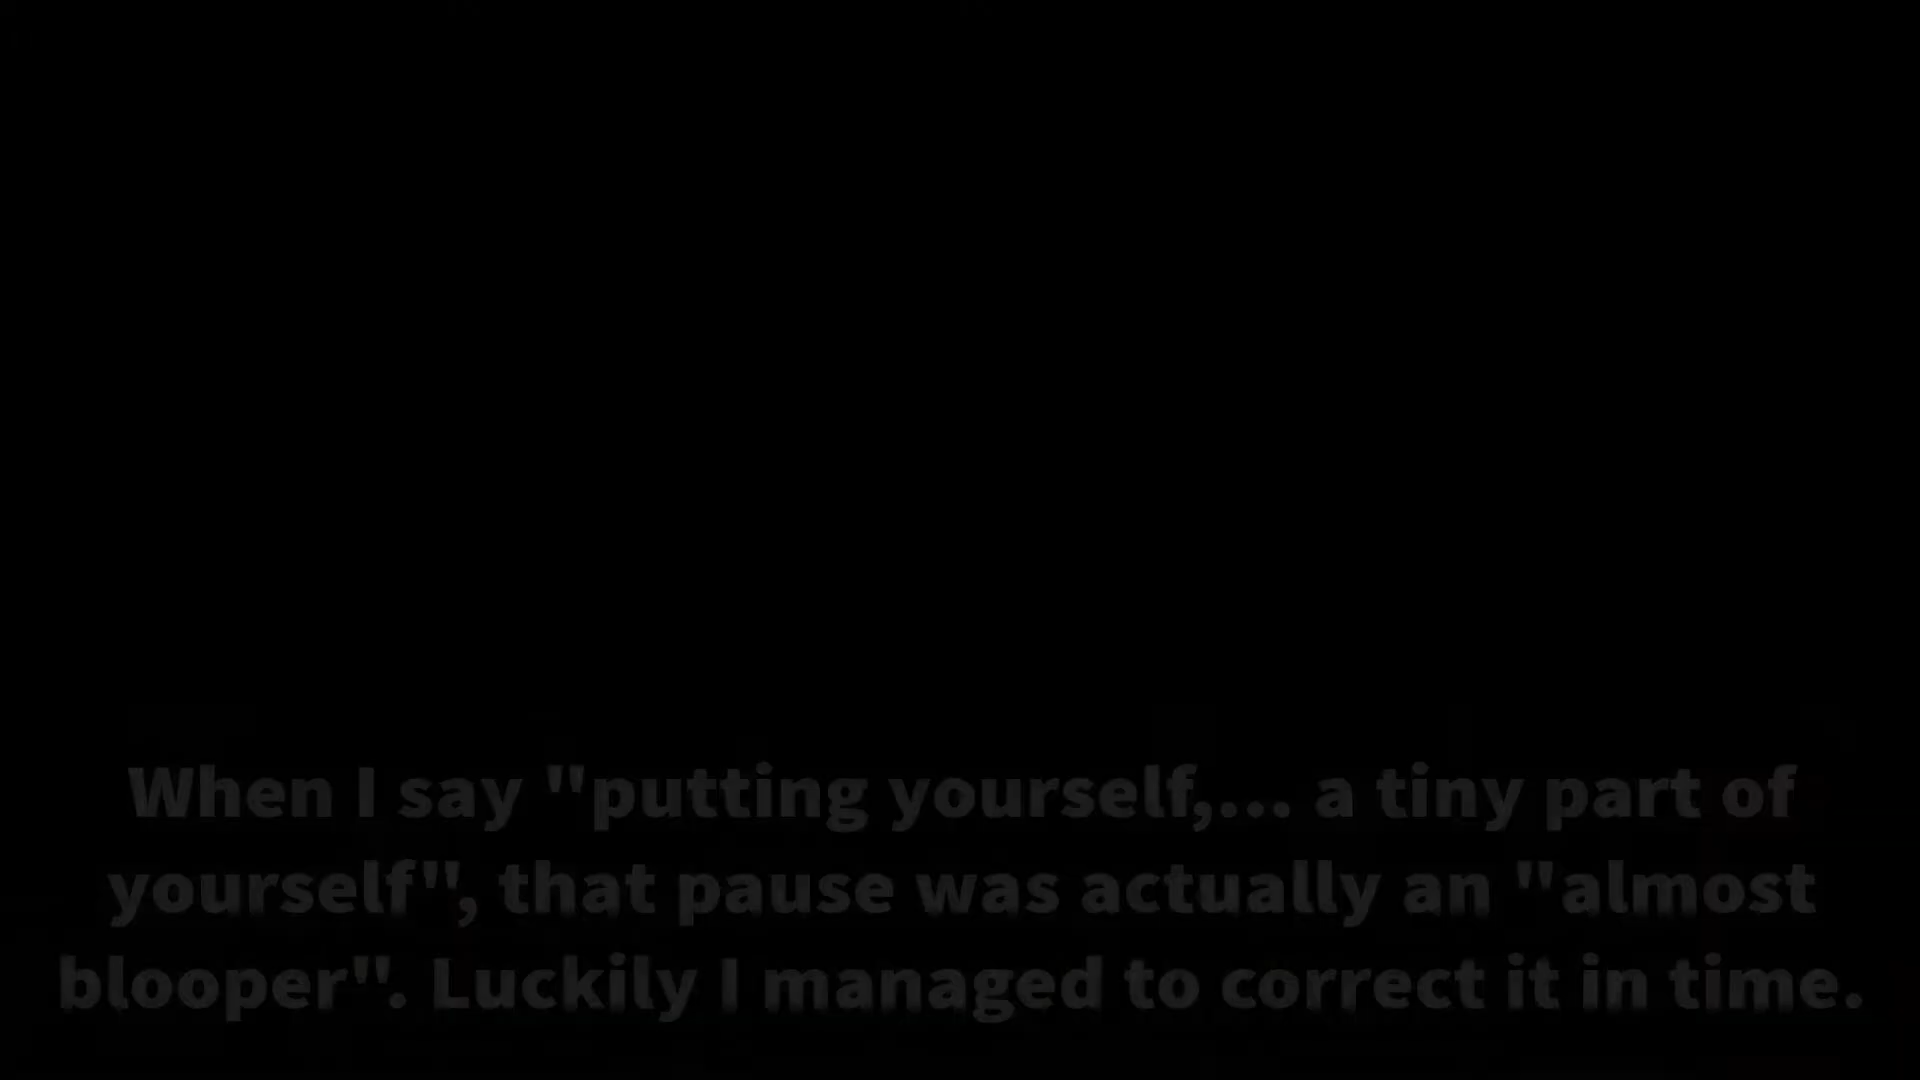 When I say "putting yourself,... a tiny part of
yourself", that pause was actually an "almost
blooper". Luckily I managed to correct it in time.